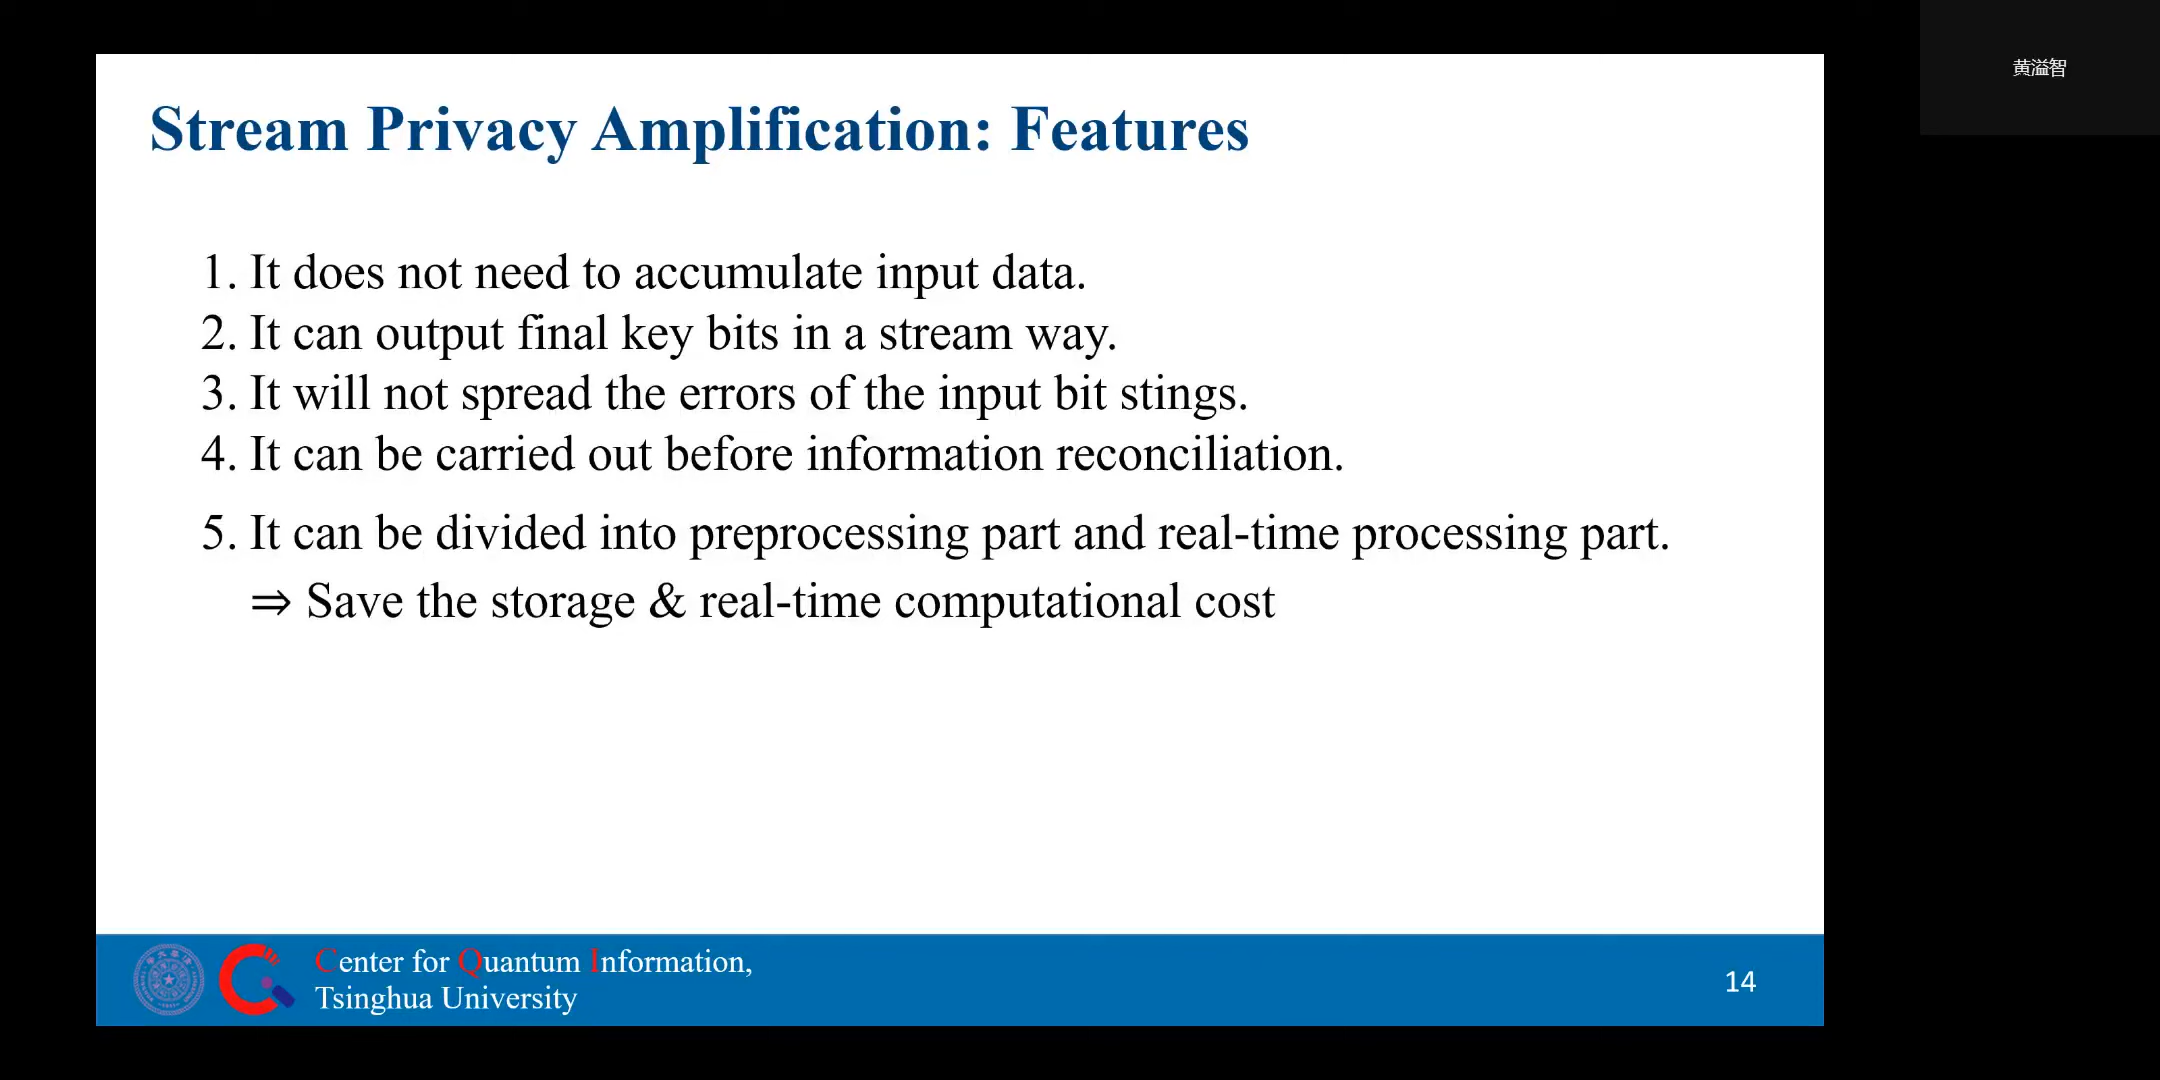 黄溢智
Stream Privacy Amplification: Features
1. It does not need to accumulate input data.
2. It can output final key bits in a stream way.
3. It will not spread the errors of the input bit stings.
4. It can be carried out before information reconciliation.
5. It can be divided into preprocessing part and real-time processing part.
⇒ Save the storage & real-time computational cost
Center for Quantum Information,
Tsinghua University
14